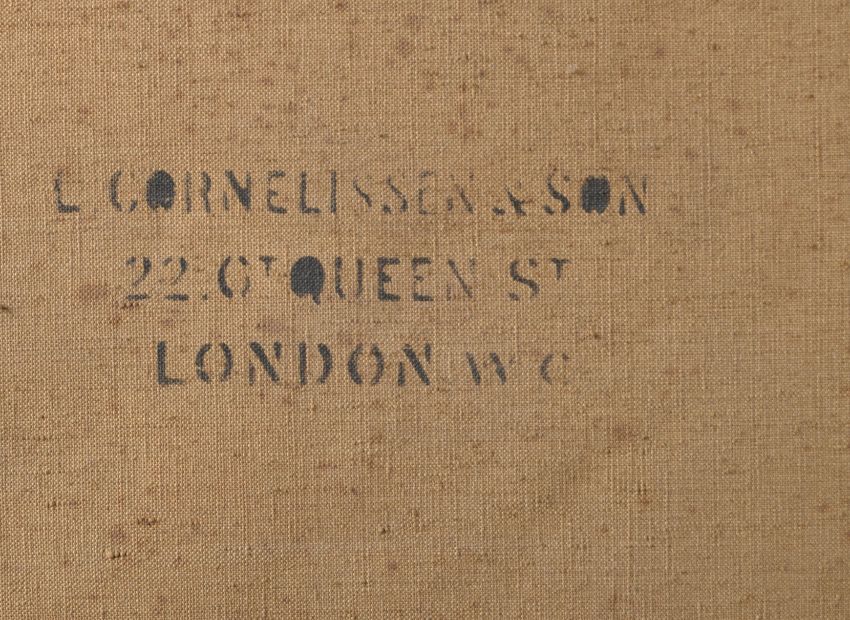 L. CORNELISSEN & SON
22. GT QUEEN ST
LONDON. W C